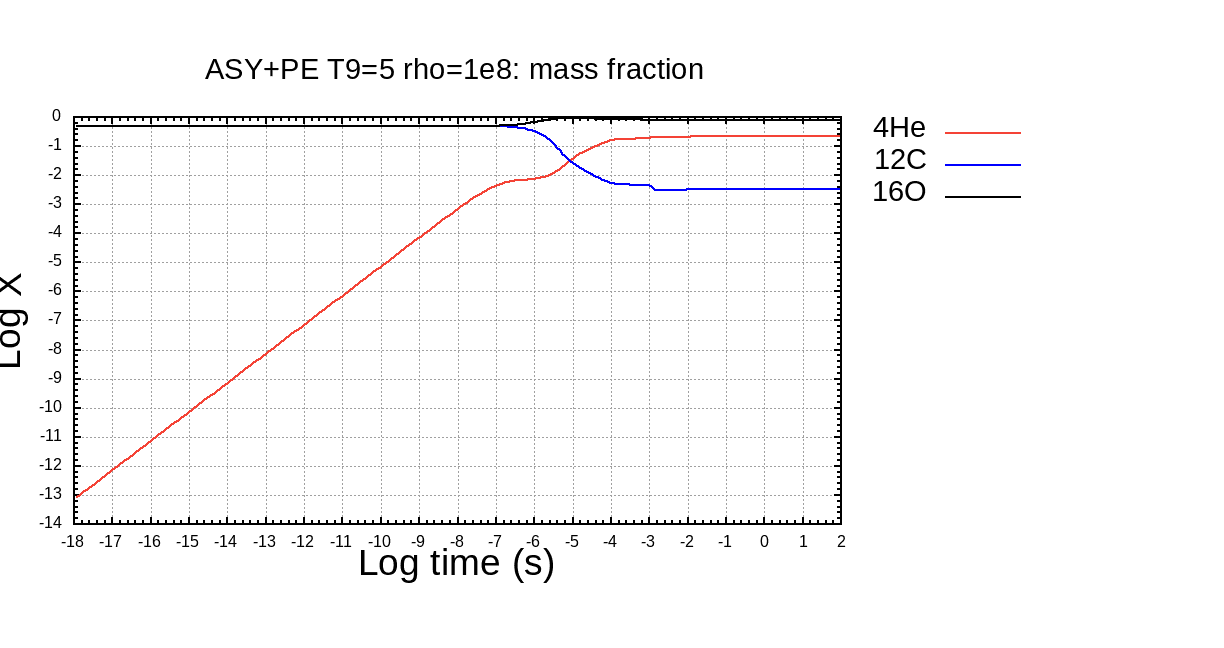 ASY+PE T9=5 rho=1e8: mass fraction
0
-1
-2
-3
-4
-5
-6
-7
-8
-9
-10
-11
-12
-13
-14
Log X
-18 -17 -16 -15 -14 -13 -12 -11 -10 -9 -8 -7 -6 -5 -4 -3 -2 -1 0 1 2
Log time (s)
4He
12C
16O